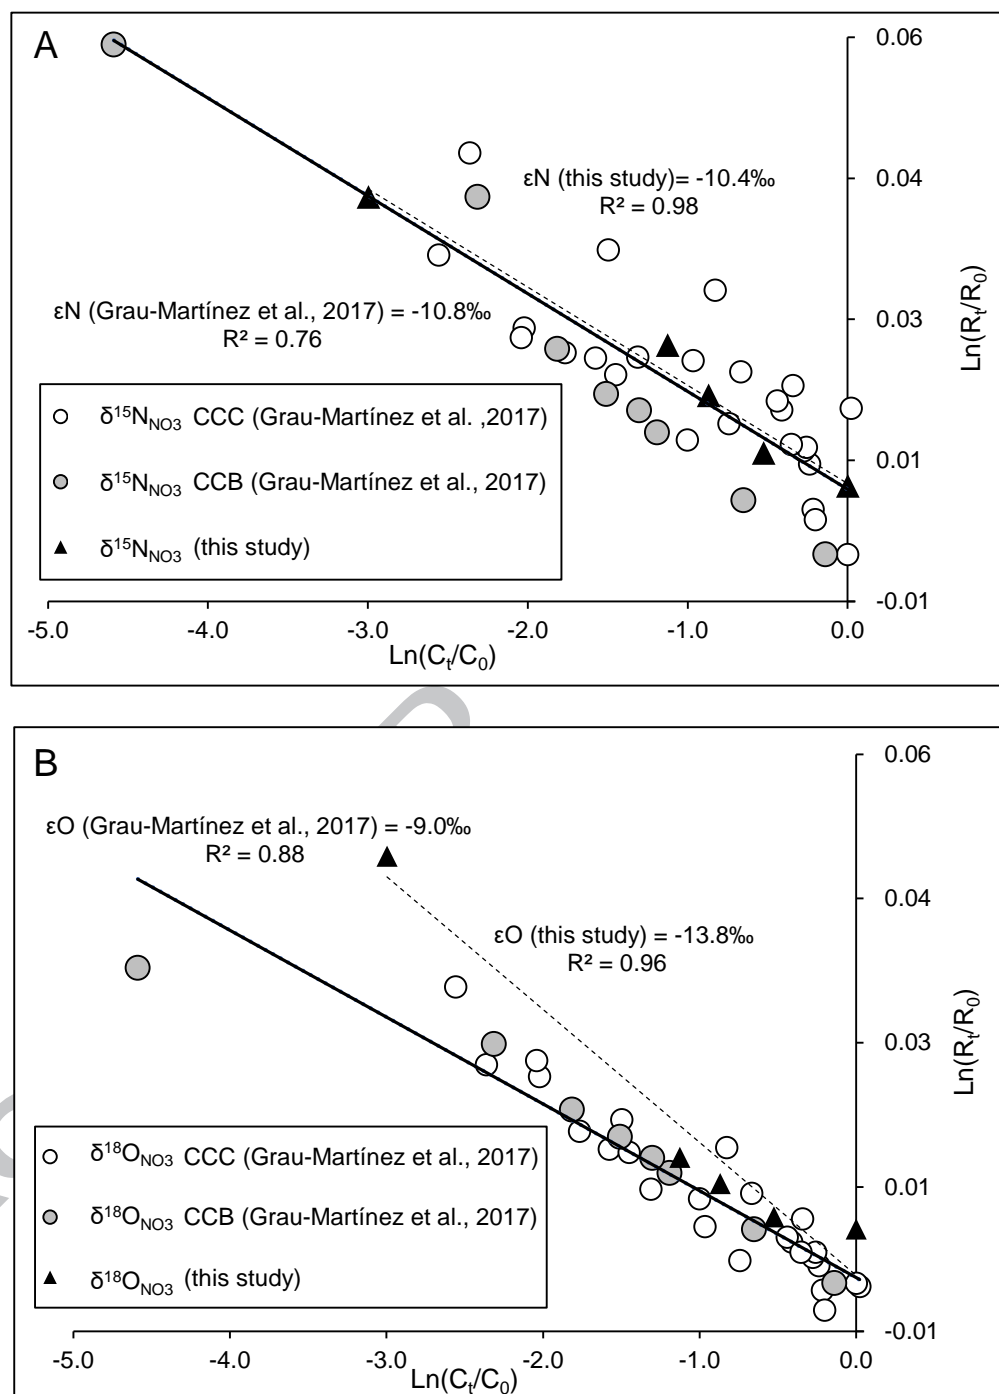 A
0.06
0.04
0.03
0.01
-0.01
Ln(Rt/R0)
εN (this study)= -10.4‰
R² = 0.98
εN (Grau-Martínez et al., 2017) = -10.8‰
R² = 0.76
δ¹⁵NNO3 CCC (Grau-Martínez et al. ,2017)
δ¹⁵NNO3 CCB (Grau-Martínez et al., 2017)
δ¹⁵NNO3 (this study)
-5.0 -4.0 -3.0 -2.0 -1.0 0.0
Ln(Ct/C0)
B
0.06
0.04
0.03
0.01
-0.01
Ln(Rt/R0)
εO (Grau-Martínez et al., 2017) = -9.0‰
R² = 0.88
εO (this study) = -13.8‰
R² = 0.96
δ¹⁸ONO3 CCC (Grau-Martínez et al., 2017)
δ¹⁸ONO3 CCB (Grau-Martínez et al., 2017)
δ¹⁸ONO3 (this study)
-5.0 -4.0 -3.0 -2.0 -1.0 0.0
Ln(Ct/C0)